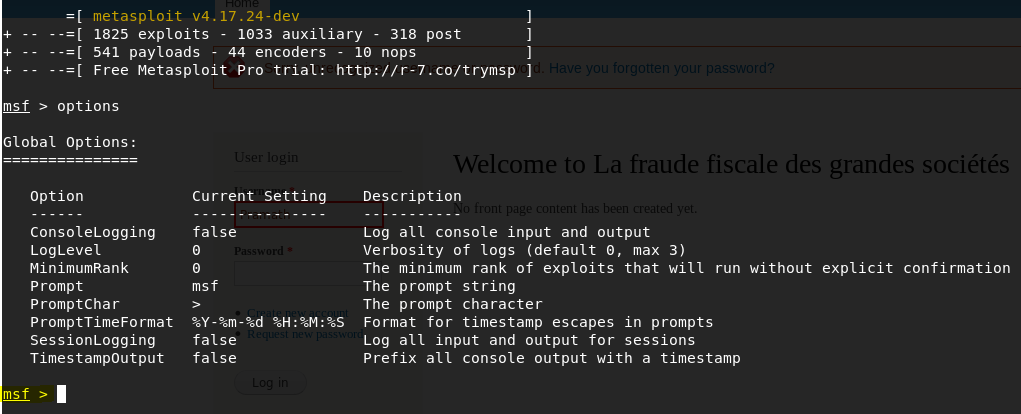 Home
=[ metasploit v4.17.24-dev ]
+ -- --=[ 1825 exploits - 1033 auxiliary - 318 post ]
+ -- --=[ 541 payloads - 44 encoders - 10 nops ]
+ -- --=[ Free Metasploit Pro trial: http://r-7.co/trymsp ]
password. Have you forgotten your password?
msf > options
Global Options:
===============
User login
Welcome to La fraude fiscale des grandes sociétés
Option Current Setting Description
------ --------------- -----------
No front page content has been created yet.
ConsoleLogging false Log all console input and output
LogLevel 0 Verbosity of logs (default 0, max 3)
Password *
MinimumRank 0 The minimum rank of exploits that will run without explicit confirmation
Prompt msf The prompt string
PromptChar > The prompt character
Create new account
PromptTimeFormat %Y-%m-%d %H:%M:%S Format for timestamp escapes in prompts
Request new password
SessionLogging false Log all input and output for sessions
TimestampOutput false Prefix all console output with a timestamp
Log in
msf >